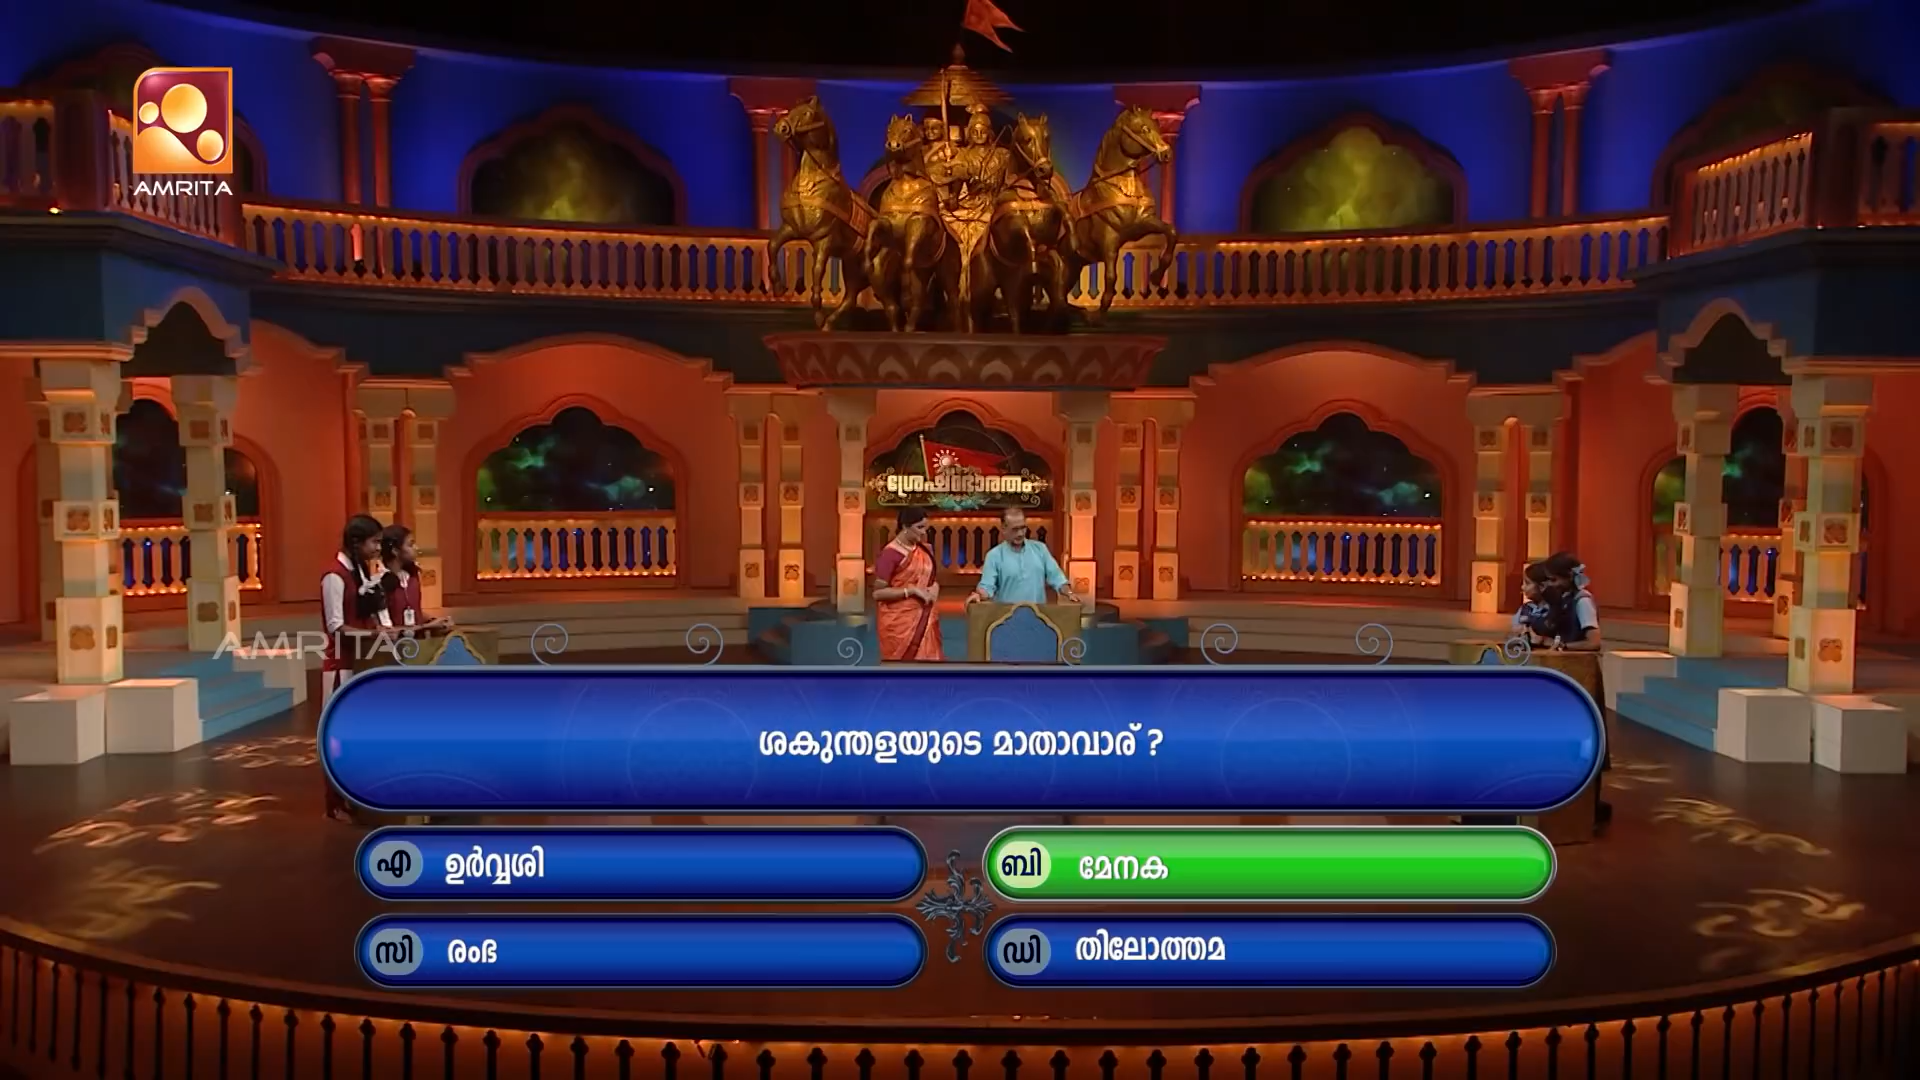 AMRITA
ശ്രേഷ്ഠഭാരതം
AMRITA
ശകുന്തളയുടെ മാതാവാര് ?
എ ഉർവ്വശി
ബി മേനക
സി രംഭ
ഡി തിലോത്തമ